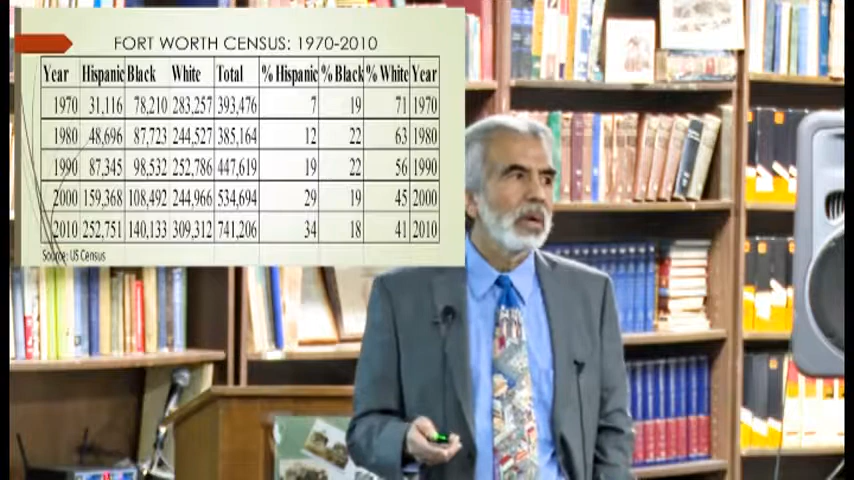 FORT WORTH CENSUS: 1970-2010
Year Hispanic Black White Total % Hispanic % Black % White Year
1970 31,116 78,210 283,257 393,476 7 19 71 1970
1980 48,696 87,723 244,527 385,164 12 22 63 1980
1990 87,345 98,532 252,786 447,619 19 22 56 1990
2000 159,368 108,492 244,966 534,694 29 19 45 2000
2010 252,751 140,133 309,312 741,206 34 18 41 2010
Source: US Census